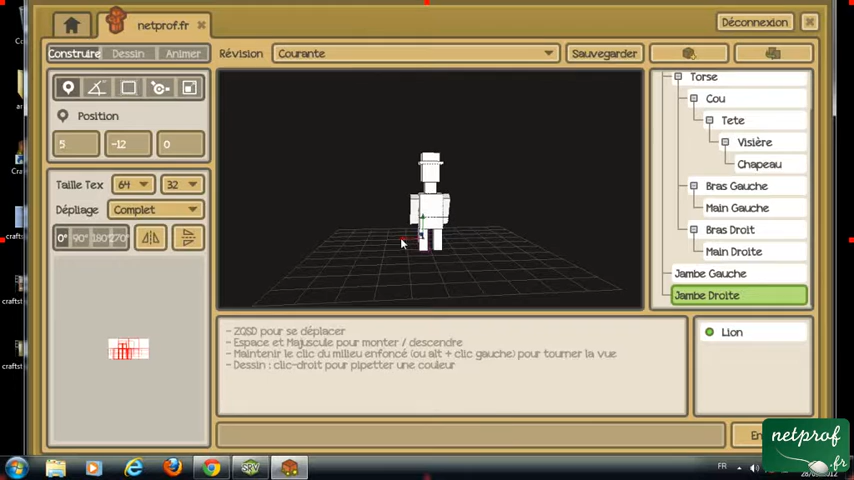 netprof.fr
Déconnexion
Construire Dessin Animer
Révision Courante Sauvegarder
Position
5 -12 0
Taille Tex 64 32
Dépliage Complet
0° 90° 180° 270°
Torse
Cou
Tete
Visière
Chapeau
Bras Gauche
Main Gauche
Bras Droit
Main Droite
Jambe Gauche
Jambe Droite
- ZQSD pour se déplacer
- Espace et Majuscule pour monter / descendre
- Maintenir le clic du milieu enfoncé (ou alt + clic gauche) pour tourner la vue
- Dessin : clic-droit pour pipetter une couleur
Lion
netprof
.fr
SRV
FR